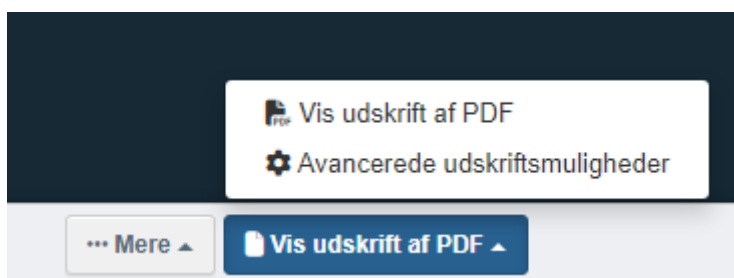 Vis udskrift af PDF
Avancerede udskriftsmuligheder
··· Mere
Vis udskrift af PDF